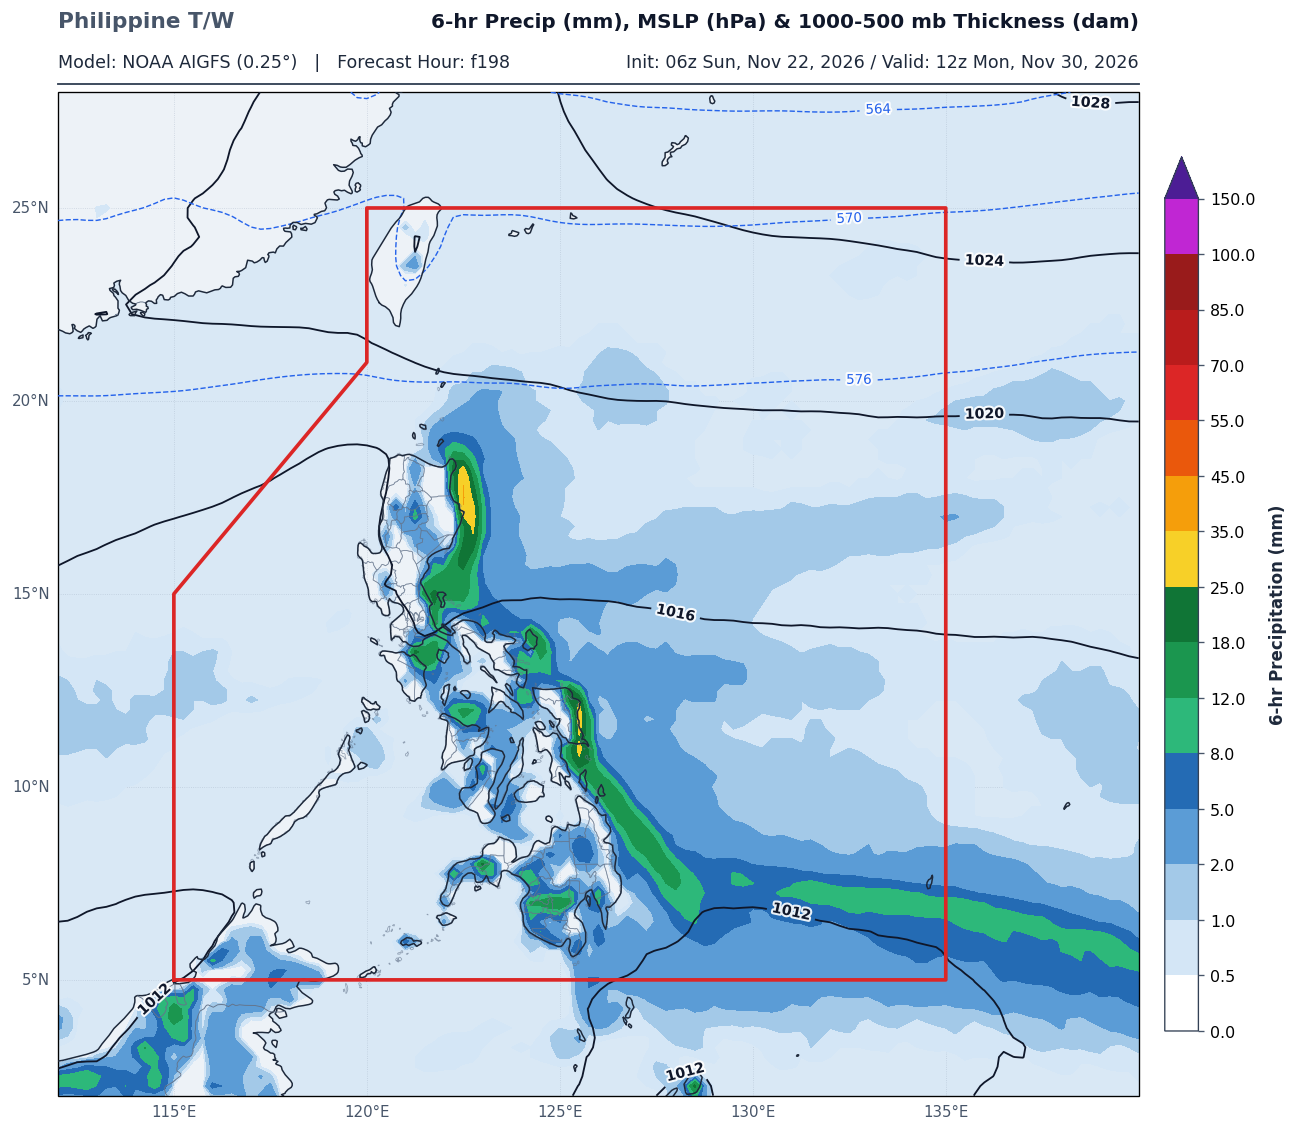 Philippine T/W
6-hr Precip (mm), MSLP (hPa) & 1000-500 mb Thickness (dam)
Model: NOAA AIGFS (0.25°) | Forecast Hour: f198
Init: 06z Sun, Nov 22, 2026 / Valid: 12z Mon, Nov 30, 2026
1028
564
570
1024
576
1020
1016
1012
1012
1012
25°N
20°N
15°N
10°N
5°N
115°E
120°E
125°E
130°E
135°E
150.0
100.0
85.0
70.0
55.0
45.0
35.0
25.0
18.0
12.0
8.0
5.0
2.0
1.0
0.5
0.0
6-hr Precipitation (mm)